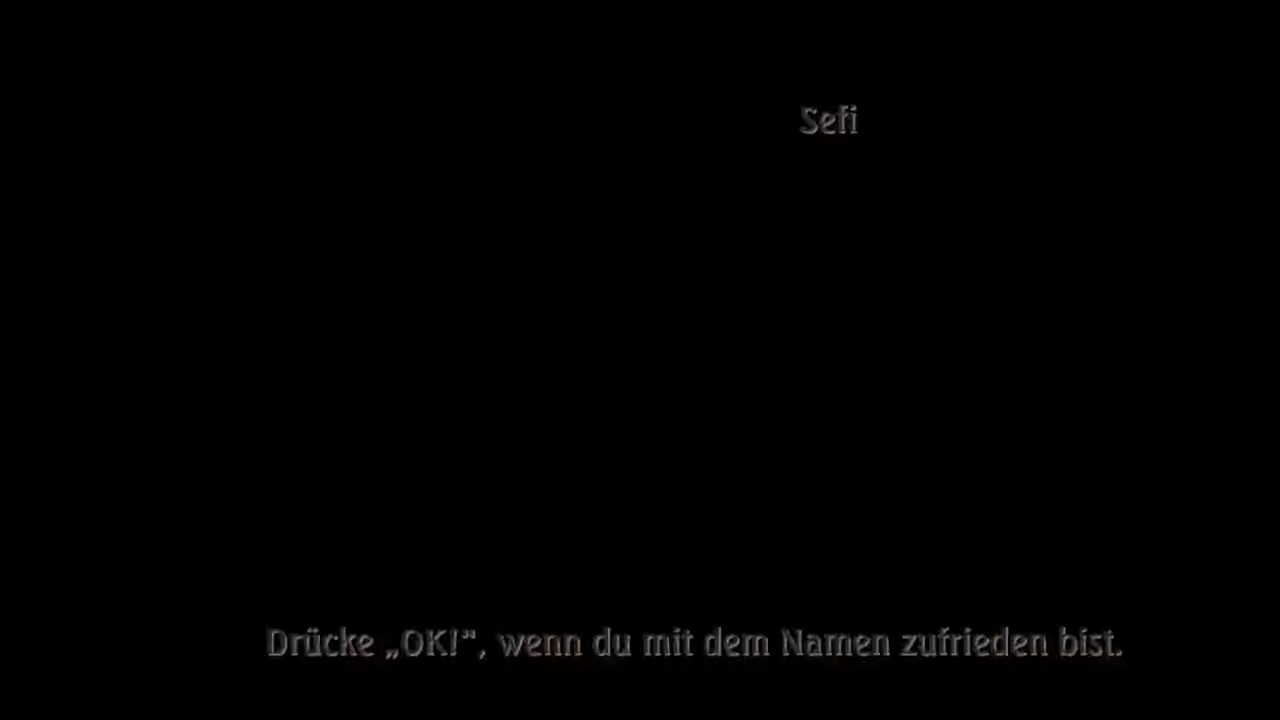 Sefi
Drücke „OK!“, wenn du mit dem Namen zufrieden bist.